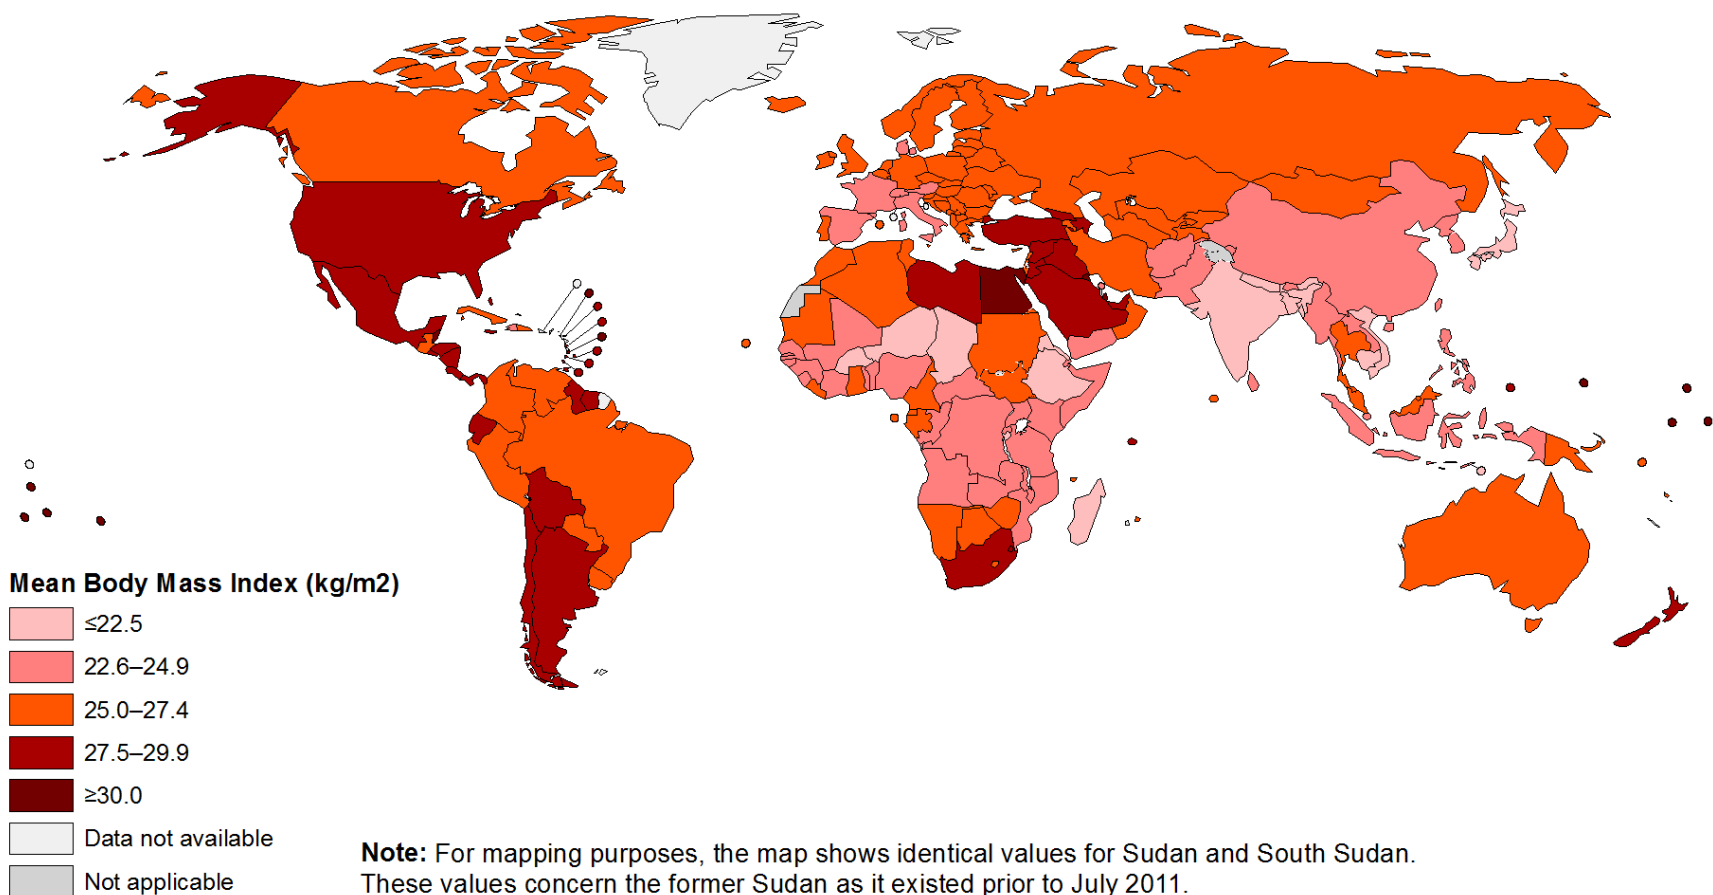 Mean Body Mass Index (kg/m2)
≤22.5
22.6–24.9
25.0–27.4
27.5–29.9
≥30.0
Data not available
Not applicable
Note: For mapping purposes, the map shows identical values for Sudan and South Sudan.
These values concern the former Sudan as it existed prior to July 2011.